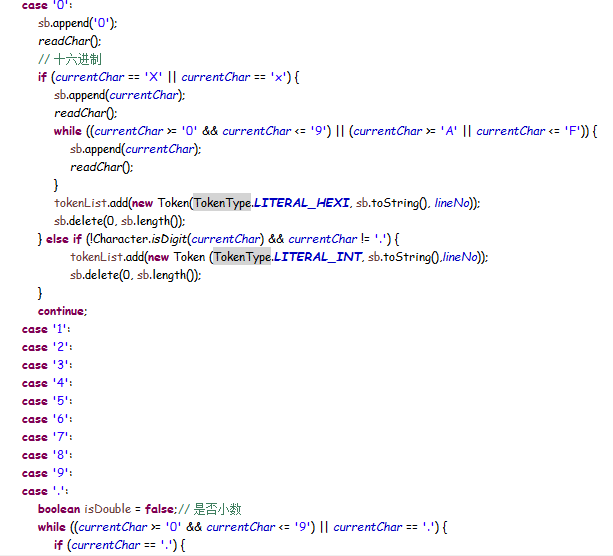 case '0':
sb.append('0');
readChar();
// 十六进制
if (currentChar == 'X' || currentChar == 'x') {
sb.append(currentChar);
readChar();
while ((currentChar >= '0' && currentChar <= '9') || (currentChar >= 'A' || currentChar <= 'F')) {
sb.append(currentChar);
readChar();
}
tokenList.add(new Token(TokenType.LITERAL_HEXI, sb.toString(), lineNo));
sb.delete(0, sb.length());
} else if (!Character.isDigit(currentChar) && currentChar != '.') {
tokenList.add(new Token (TokenType.LITERAL_INT, sb.toString(),lineNo));
sb.delete(0, sb.length());
}
continue;
case '1':
case '2':
case '3':
case '4':
case '5':
case '6':
case '7':
case '8':
case '9':
case '.':
boolean isDouble = false;// 是否小数
while ((currentChar >= '0' && currentChar <= '9') || currentChar == '.') {
if (currentChar == '.') {